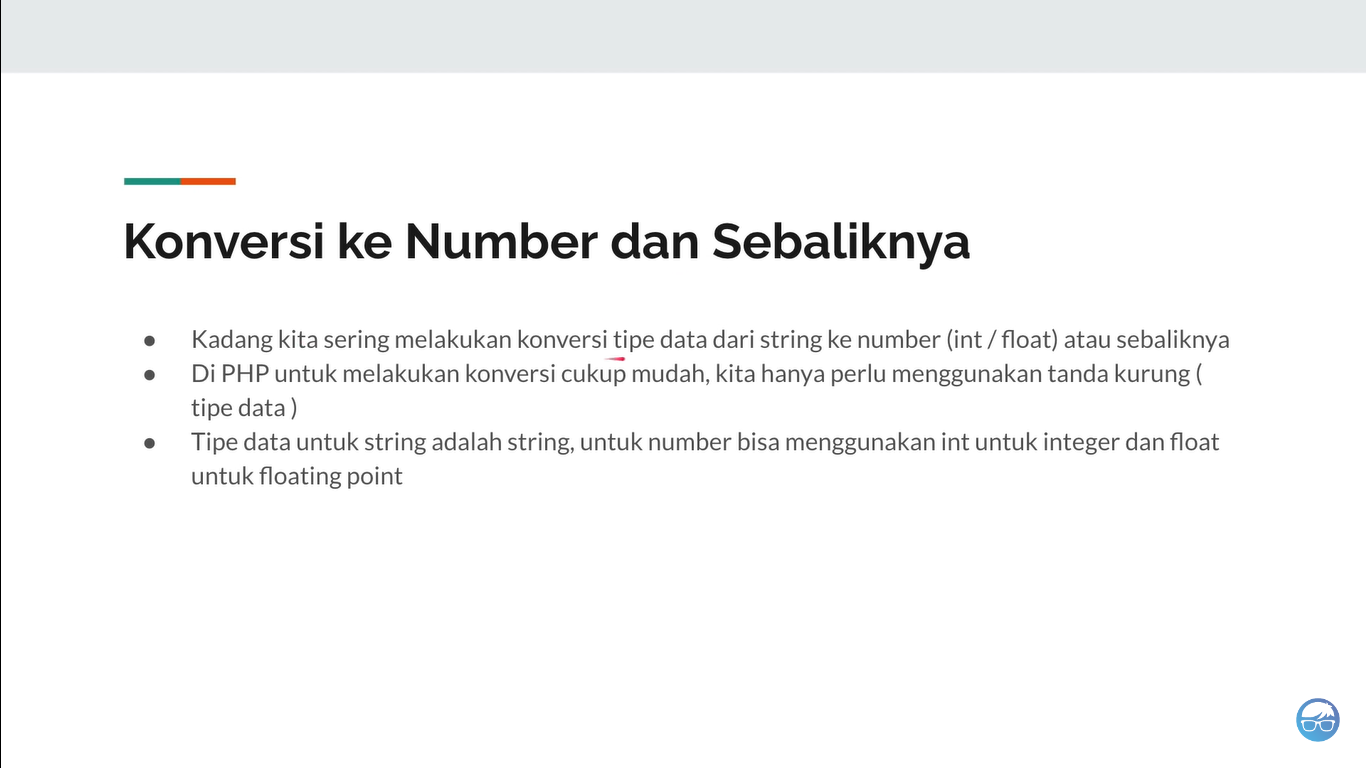 Konversi ke Number dan Sebaliknya
● Kadang kita sering melakukan konversi tipe data dari string ke number (int / float) atau sebaliknya
● Di PHP untuk melakukan konversi cukup mudah, kita hanya perlu menggunakan tanda kurung (
tipe data )
● Tipe data untuk string adalah string, untuk number bisa menggunakan int untuk integer dan float
untuk floating point